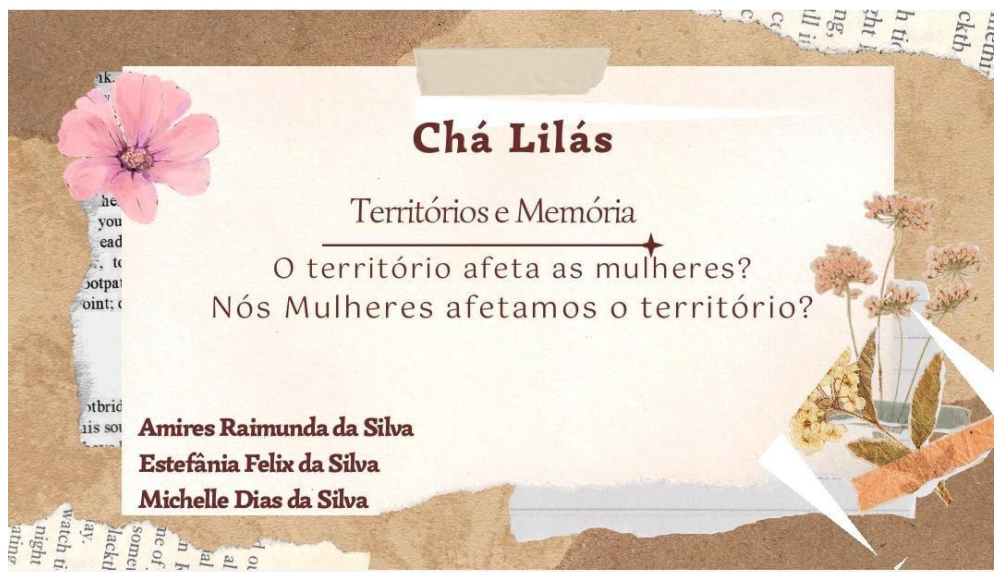 Chá Lilás
Territórios e Memória
O território afeta as mulheres?
Nós Mulheres afetamos o território?
Amires Raimunda da Silva
Estefânia Felix da Silva
Michelle Dias da Silva